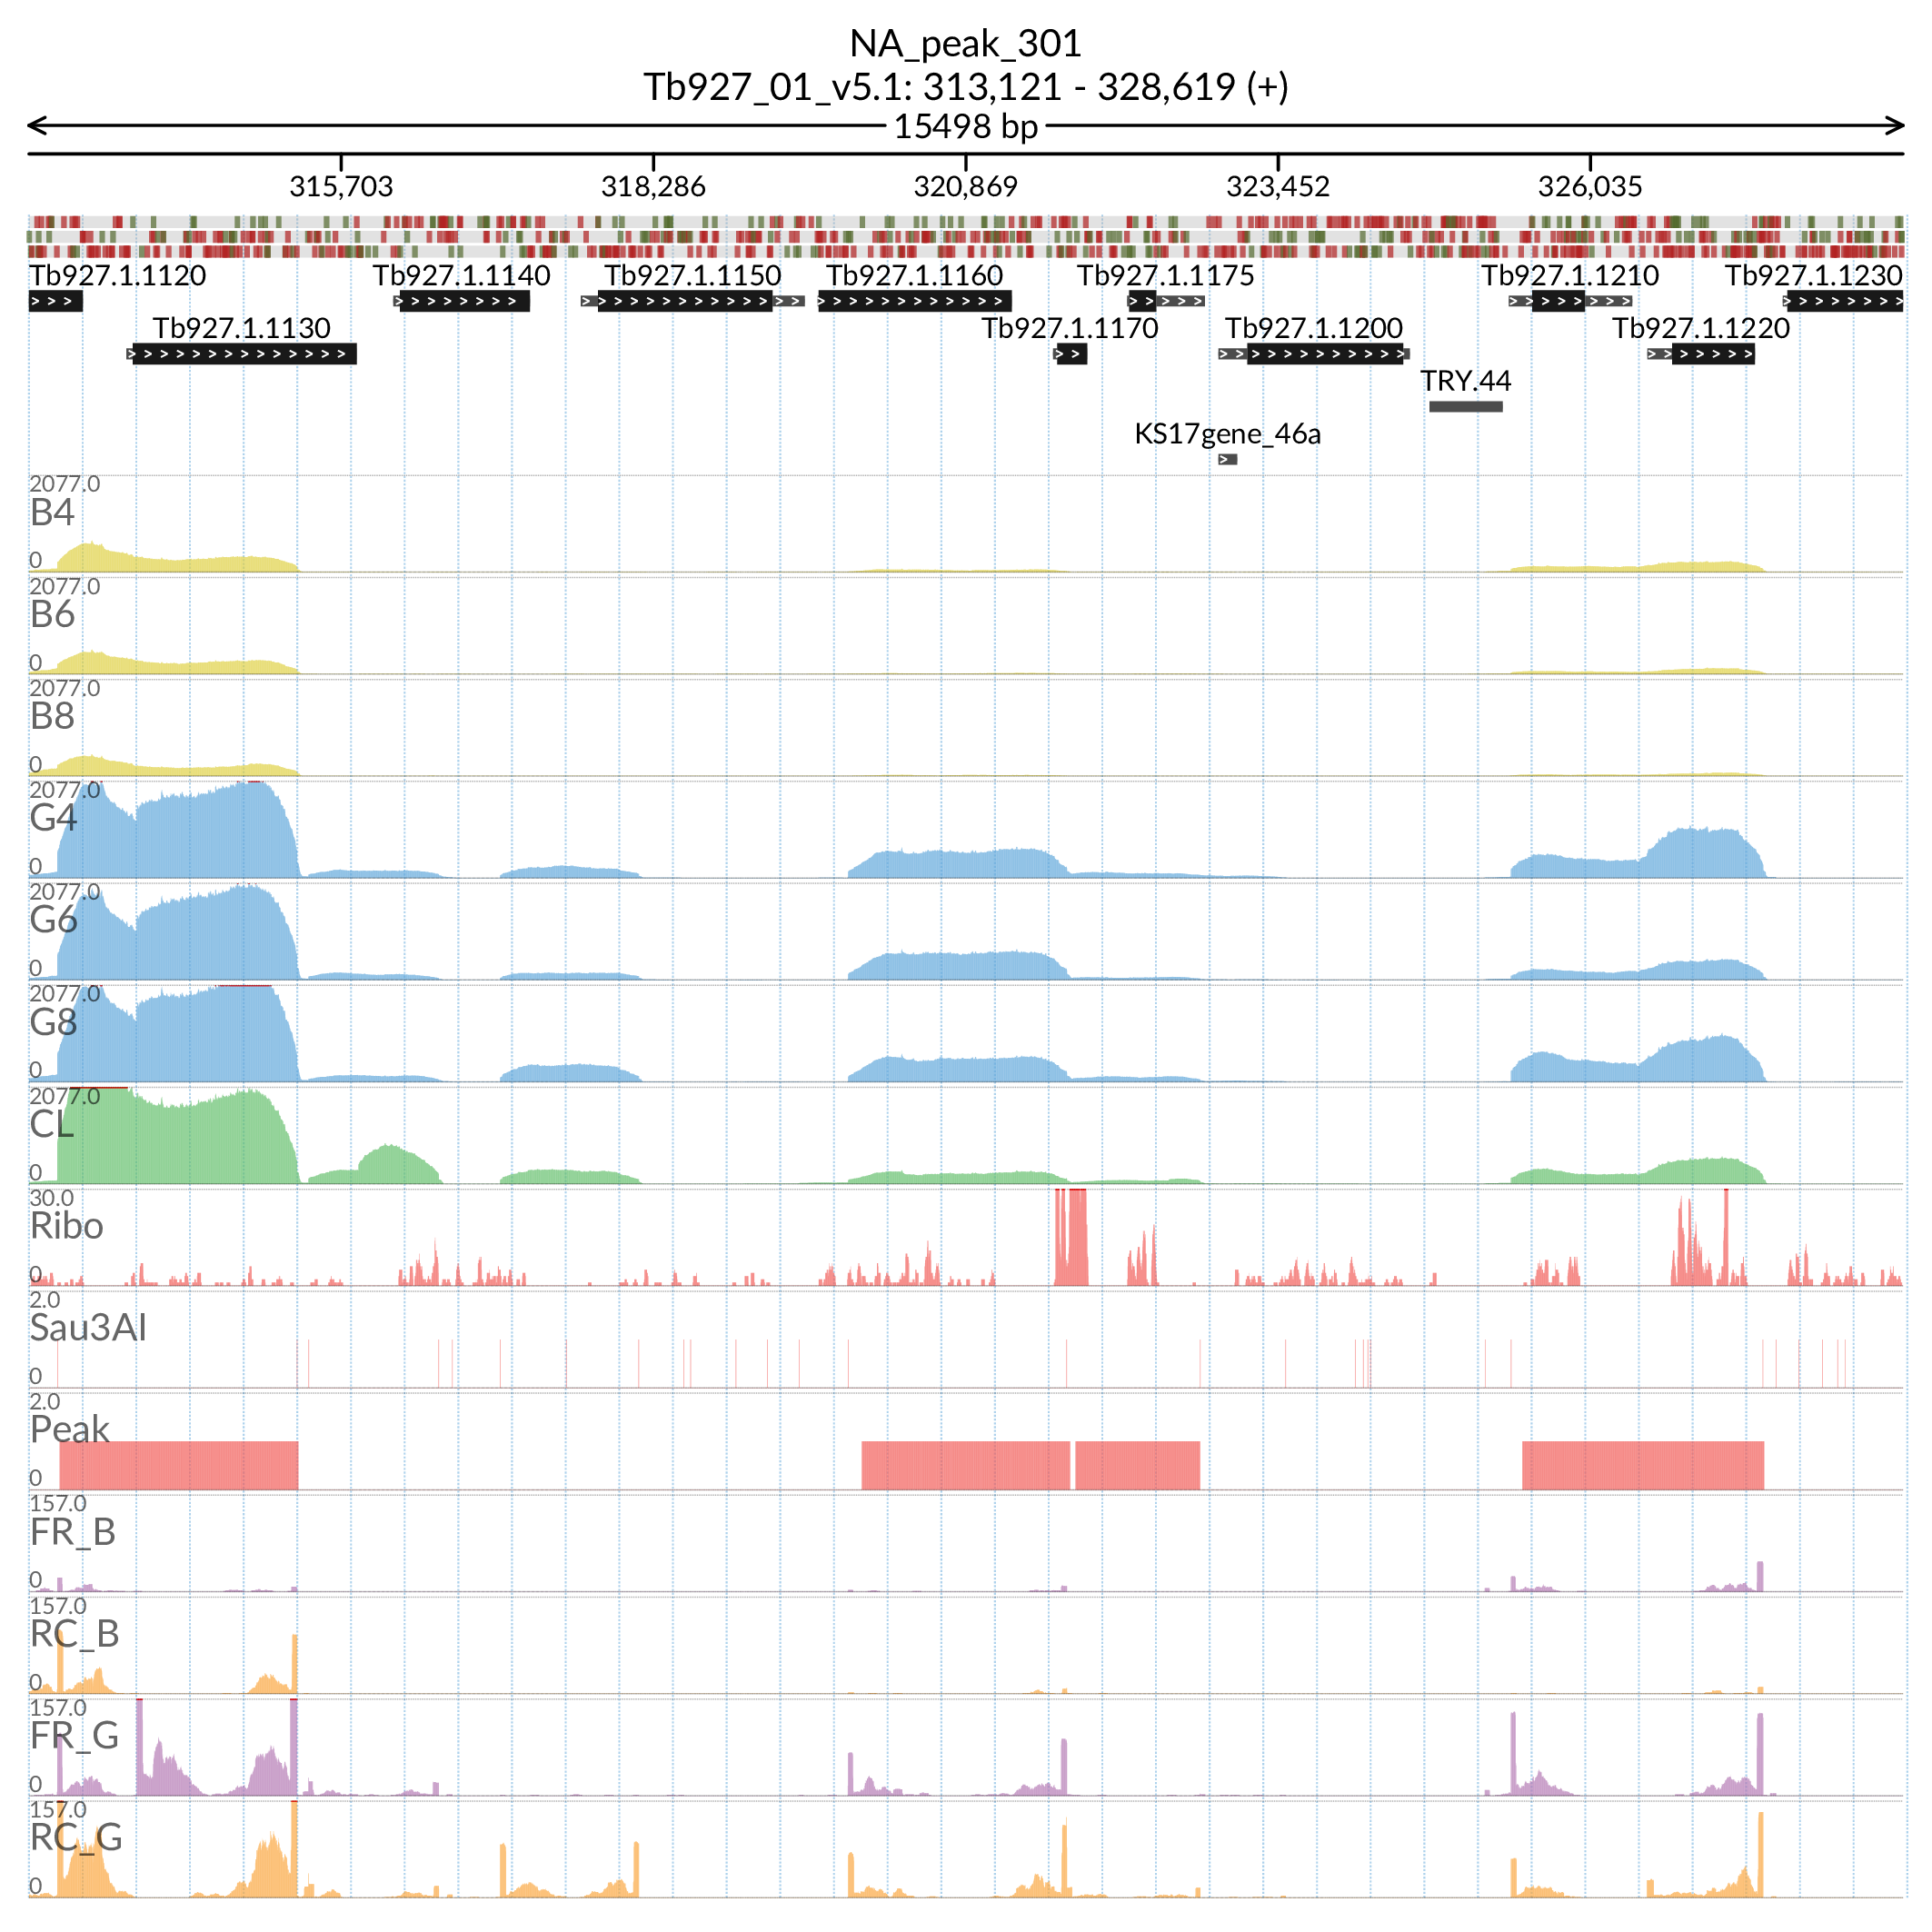 NA_peak_301
Tb927_01_v5.1: 313,121 - 328,619 (+)
15498 bp
315,703 318,286 320,869 323,452 326,035
Tb927.1.1120 Tb927.1.1140 Tb927.1.1150 Tb927.1.1160 Tb927.1.1175 Tb927.1.1210 Tb927.1.1230
Tb927.1.1130 Tb927.1.1170 Tb927.1.1200 Tb927.1.1220
TRY.44
KS17gene_46a
2077.0
B4
0
2077.0
B6
0
2077.0
B8
0
2077.0
G4
0
2077.0
G6
0
2077.0
G8
0
2077.0
CL
0
30.0
Ribo
0
2.0
Sau3AI
0
2.0
Peak
0
157.0
FR_B
0
157.0
RC_B
0
157.0
FR_G
0
157.0
RC_G
0